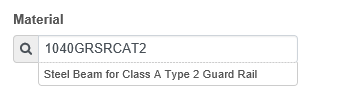 Material
1040GRSRCAT2
Steel Beam for Class A Type 2 Guard Rail